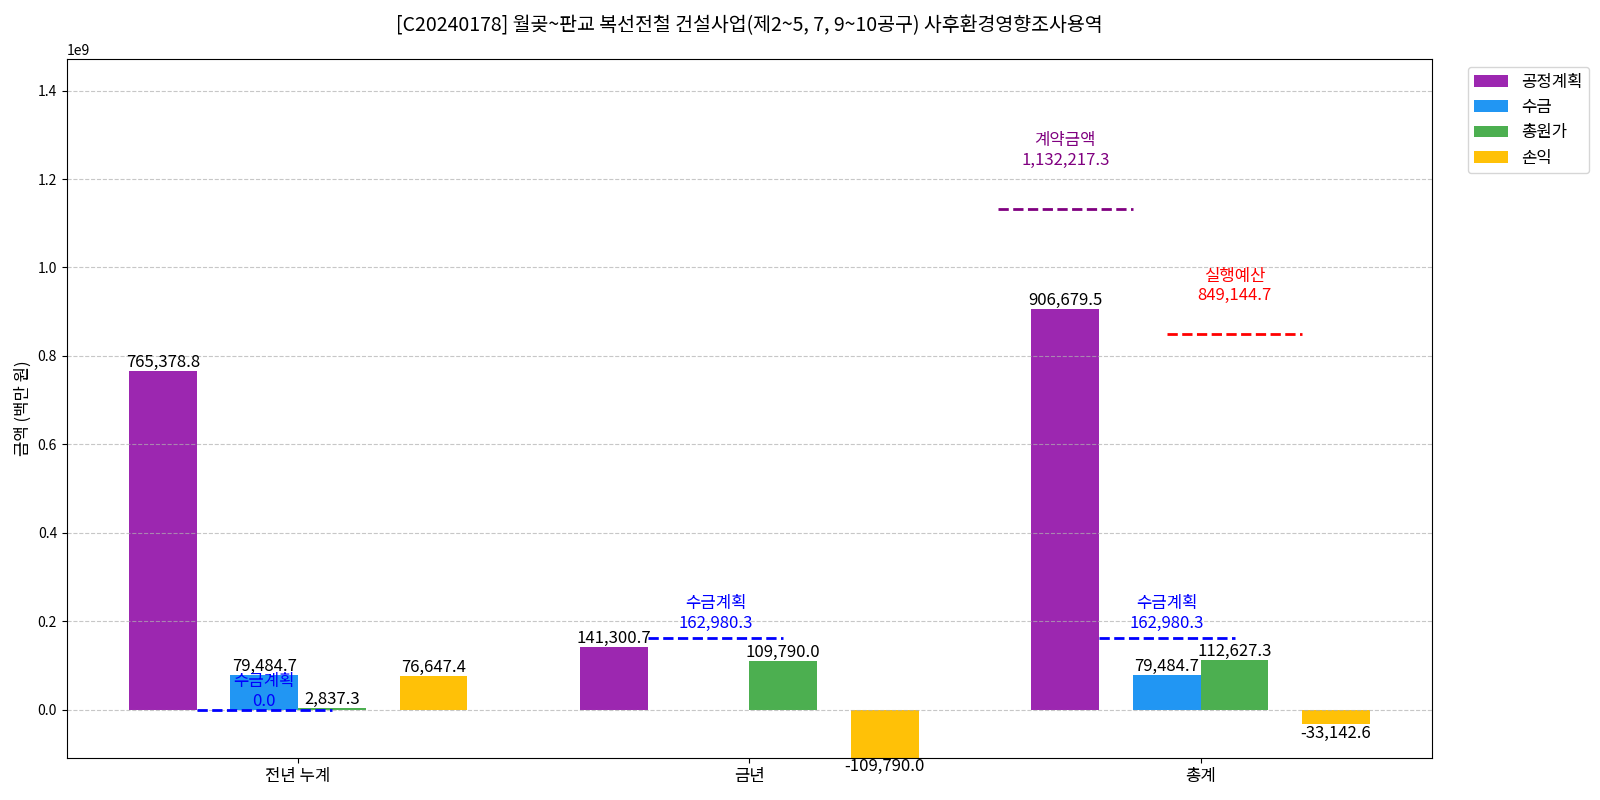 [C20240178] 월곶~판교 복선전철 건설사업(제2~5, 7, 9~10공구) 사후환경영향조사용역
1e9
공정계획
수금
총원가
손익
금액 (백만 원)
1.4
1.2
1.0
0.8
0.6
0.4
0.2
0.0
계약금액
1,132,217.3
실행예산
849,144.7
906,679.5
765,378.8
수금계획
162,980.3
수금계획
162,980.3
141,300.7
109,790.0
112,627.3
79,484.7
수금계획
0.0
2,837.3
76,647.4
79,484.7
-33,142.6
-109,790.0
전년 누계
금년
총계